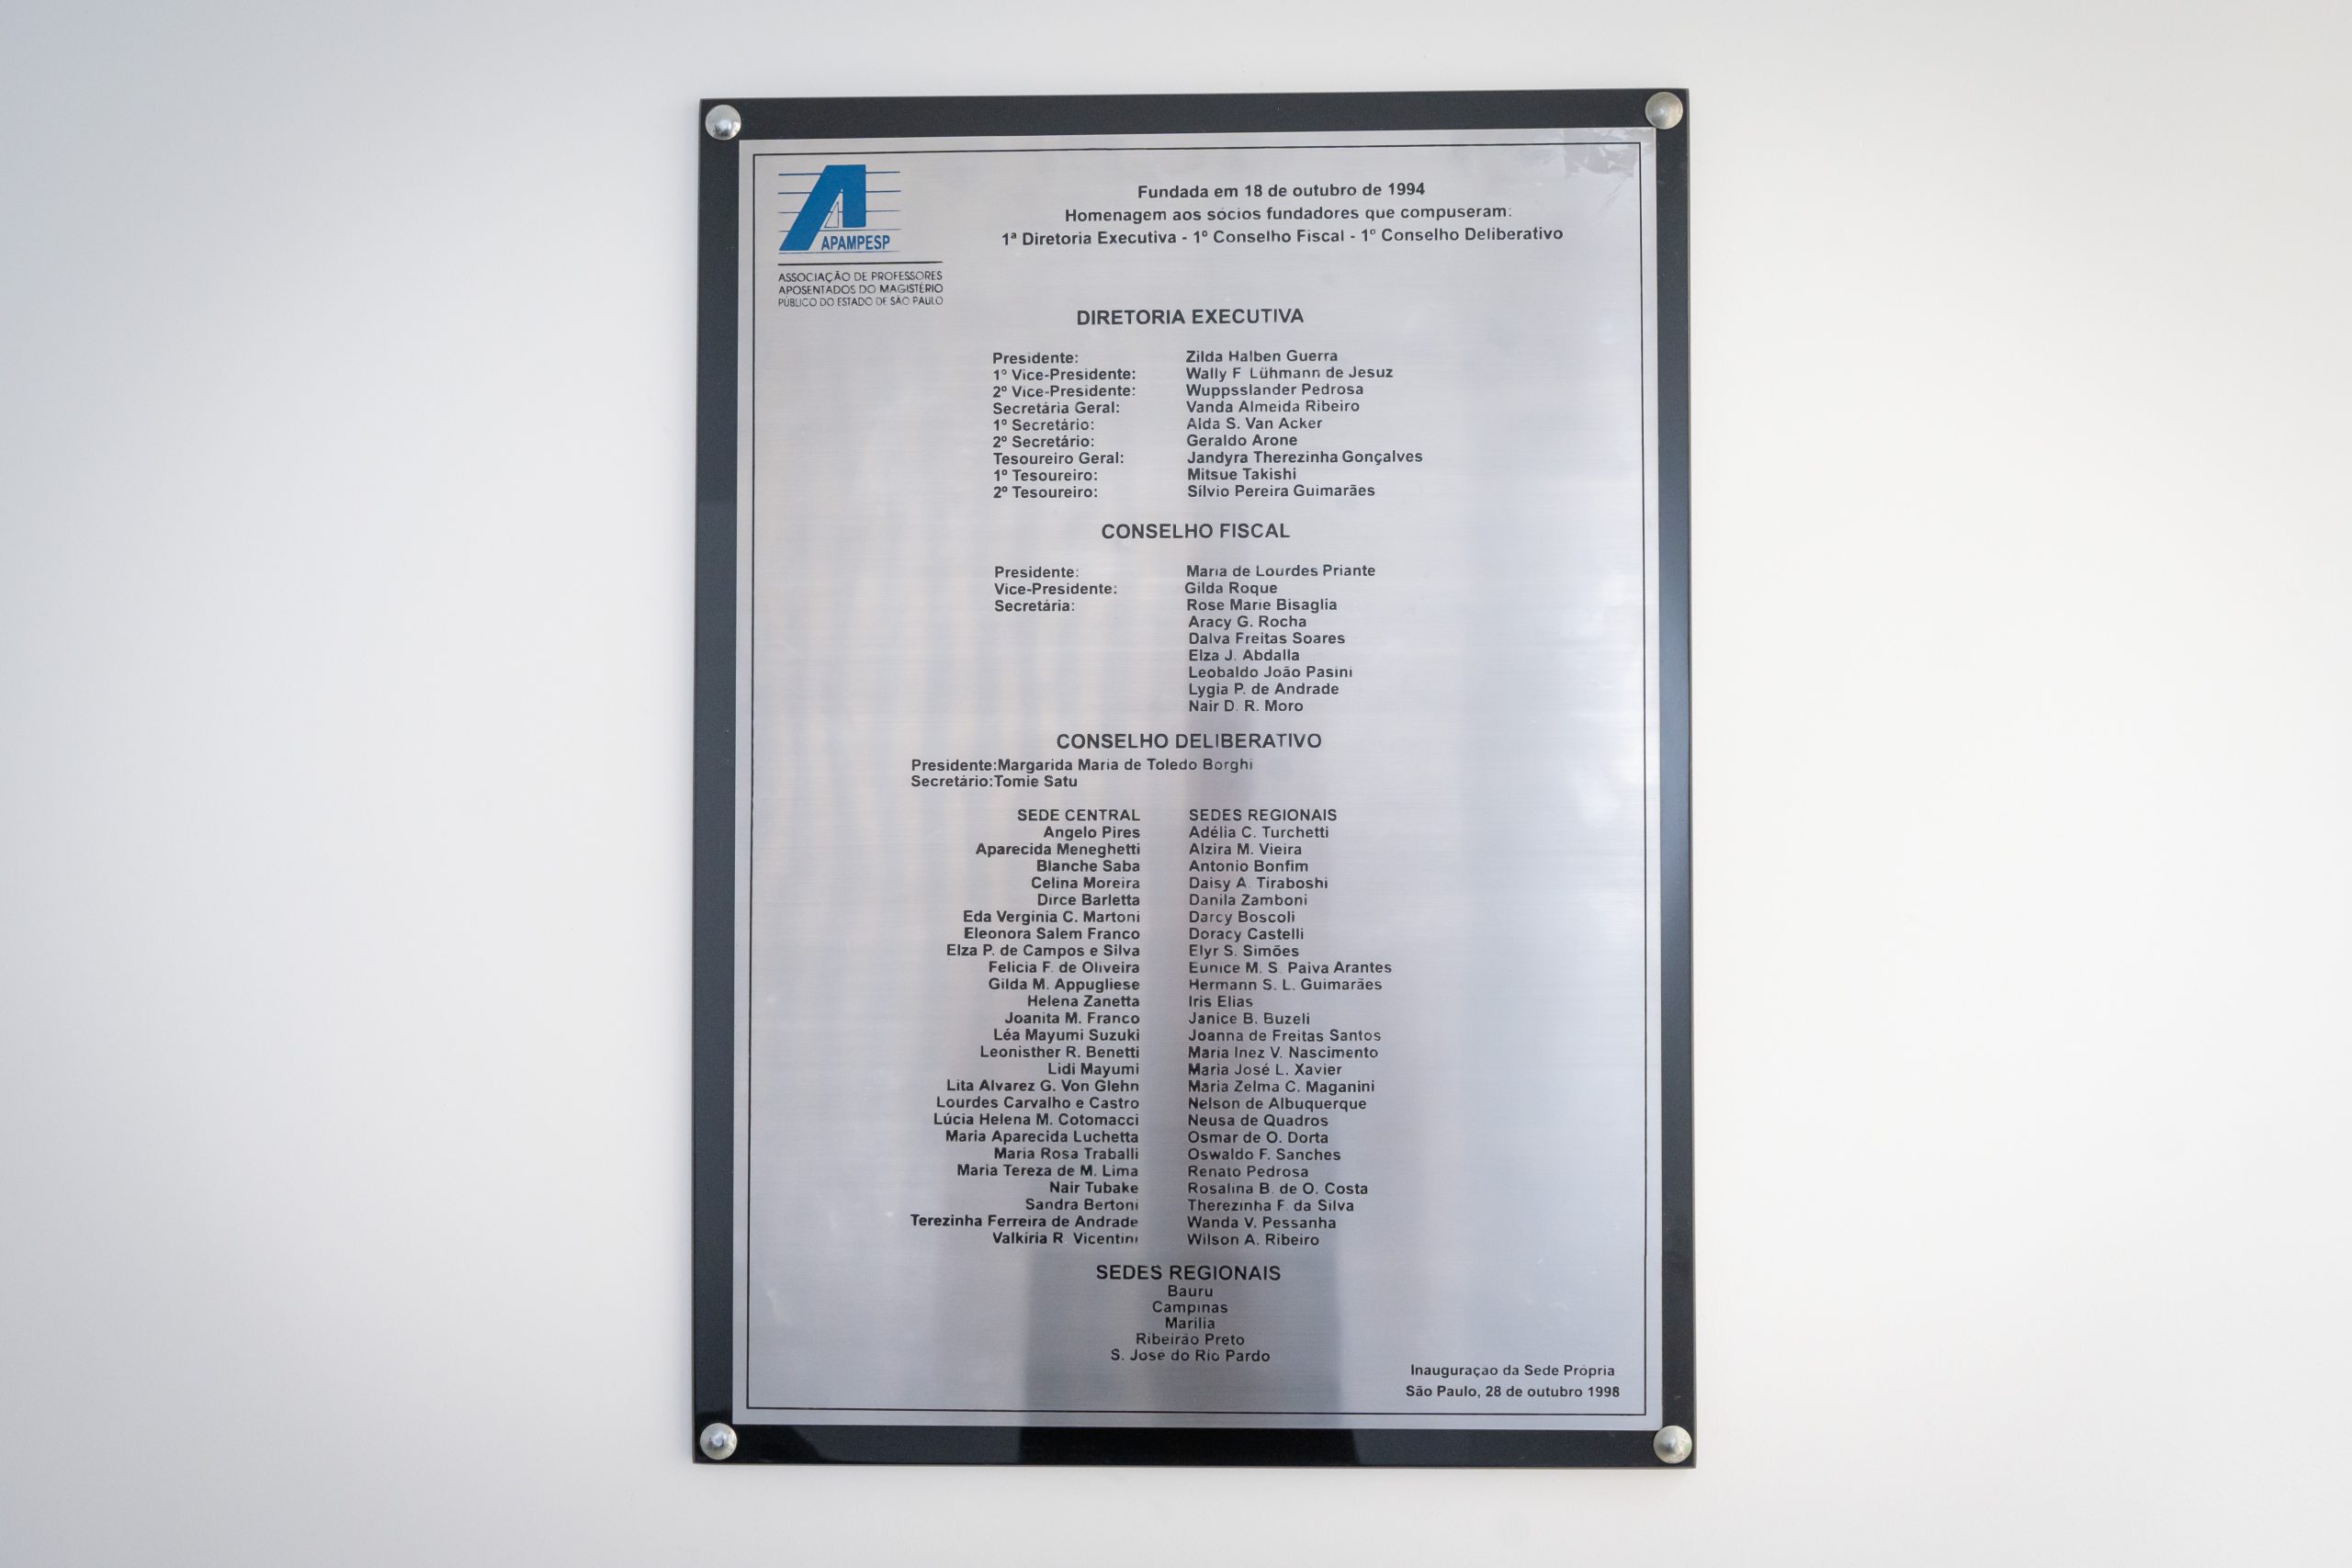 APAMPESP
ASSOCIAÇÃO DE PROFESSORES
APOSENTADOS DO MAGISTÉRIO
PÚBLICO DO ESTADO DE SÃO PAULO
Fundada em 18 de outubro de 1994
Homenagem aos sócios fundadores que compuseram:
1ª Diretoria Executiva - 1º Conselho Fiscal - 1º Conselho Deliberativo
DIRETORIA EXECUTIVA
Presidente: Zilda Halben Guerra
1º Vice-Presidente: Wally F Lühmann de Jesuz
2º Vice-Presidente: Wuppsslander Pedrosa
Secretária Geral: Vanda Almeida Ribeiro
1º Secretário: Alda S. Van Acker
2º Secretário: Geraldo Arone
Tesoureiro Geral: Jandyra Therezinha Gonçalves
1º Tesoureiro: Mitsue Takishi
2º Tesoureiro: Sílvio Pereira Guimarães
CONSELHO FISCAL
Presidente: Maria de Lourdes Priante
Vice-Presidente: Gilda Roque
Secretária: Rose Marie Bisaglia
Aracy G. Rocha
Dalva Freitas Soares
Elza J. Abdalla
Leobaldo João Pasini
Lygia P. de Andrade
Nair D. R. Moro
CONSELHO DELIBERATIVO
Presidente:Margarida Maria de Toledo Borghi
Secretário:Tomie Satu
SEDE CENTRAL
Angelo Pires
Aparecida Meneghetti
Blanche Saba
Celina Moreira
Dirce Barletta
Eda Vergínia C. Martoni
Eleonora Salem Franco
Elza P. de Campos e Silva
Felicia F. de Oliveira
Gilda M. Appugliese
Helena Zanetta
Joanita M. Franco
Léa Mayumi Suzuki
Leonisther R. Benetti
Lidi Mayumi
Lita Alvarez G. Von Glehn
Lourdes Carvalho e Castro
Lúcia Helena M. Cotomacci
Maria Aparecida Luchetta
Maria Rosa Traballi
Maria Tereza de M. Lima
Nair Tubake
Sandra Bertoni
Terezinha Ferreira de Andrade
Valkíria R. Vicentini
SEDES REGIONAIS
Adélia C. Turchetti
Alzira M. Vieira
Antonio Bonfim
Daisy A. Tiraboshi
Danila Zamboni
Darcy Boscoli
Doracy Castelli
Elyr S. Simões
Eunice M. S. Paiva Arantes
Hermann S. L. Guimarães
Iris Elias
Janice B. Buzeli
Joanna de Freitas Santos
Maria Inez V. Nascimento
Maria José L. Xavier
Maria Zelma C. Maganini
Nelson de Albuquerque
Neusa de Quadros
Osmar de O. Dorta
Oswaldo F. Sanches
Renato Pedrosa
Rosalina B. de O. Costa
Therezinha F. da Silva
Wanda V. Pessanha
Wilson A. Ribeiro
SEDES REGIONAIS
Bauru
Campinas
Marília
Ribeirão Preto
S. José do Rio Pardo
Inauguração da Sede Própria
São Paulo, 28 de outubro 1998